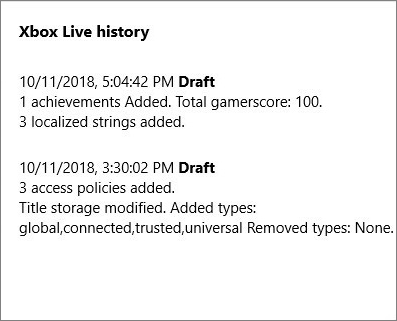 Xbox Live history
10/11/2018, 5:04:42 PM Draft
1 achievements Added. Total gamerscore: 100.
3 localized strings added.
10/11/2018, 3:30:02 PM Draft
3 access policies added.
Title storage modified. Added types:
global,connected,trusted,universal Removed types: None.